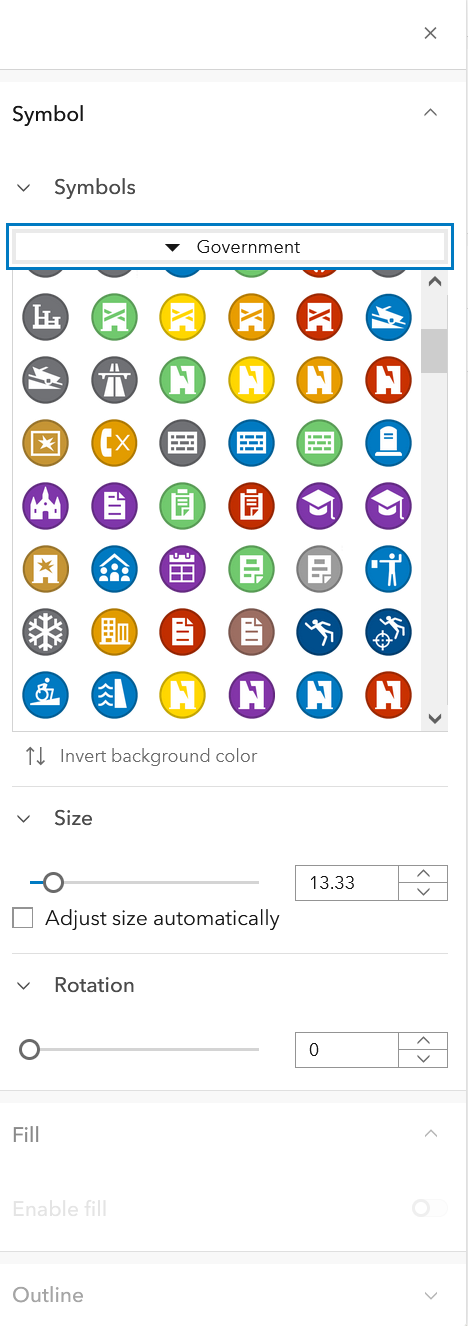 Symbol
Symbols
Government
Invert background color
Size
13.33
Adjust size automatically
Rotation
0
Fill
Enable fill
Outline